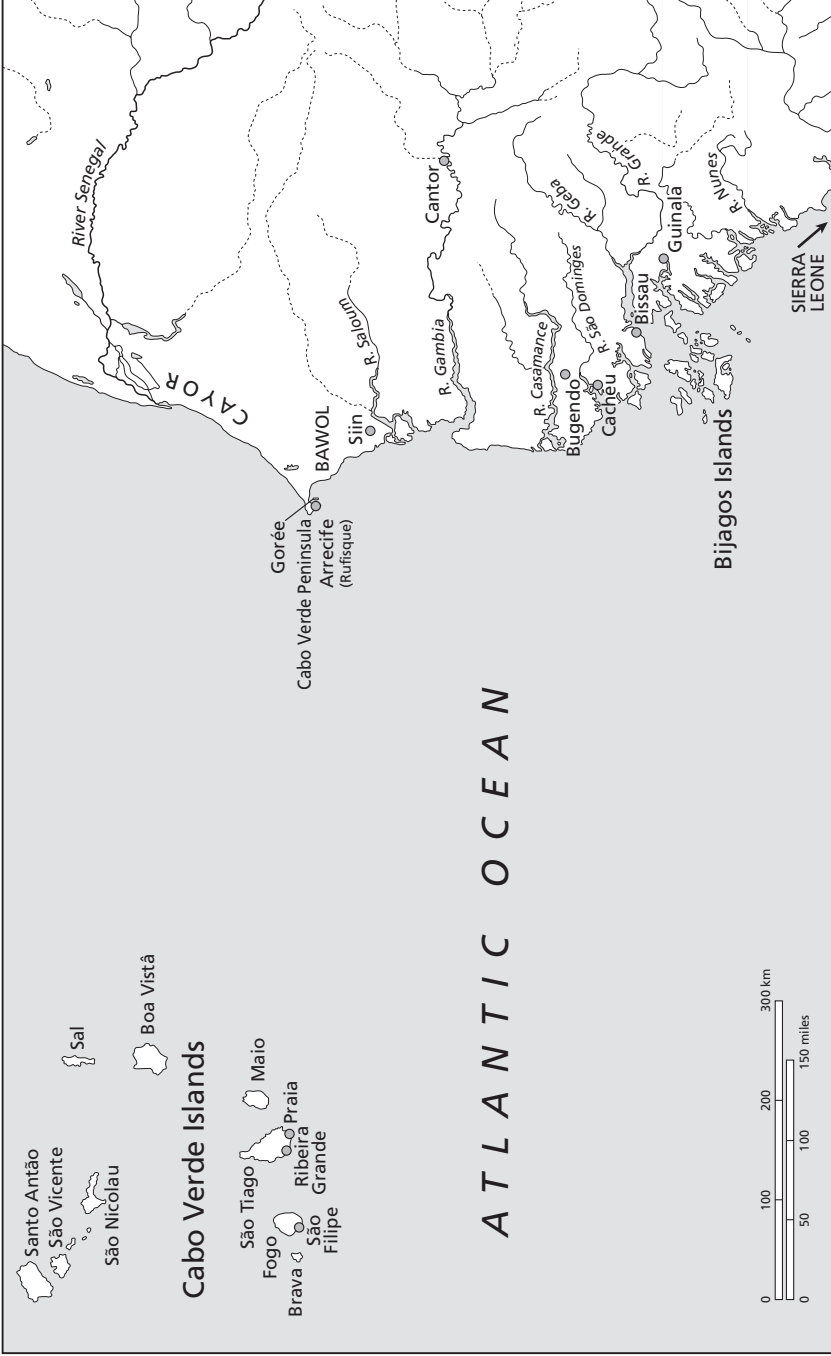 Santo Antão
São Vicente
São Nicolau
Sal
Boa Vistâ
Cabo Verde Islands
São Tiago
Maio
Praia
Ribeira
Grande
Fogo
São
Filipe
Brava
ATLANTIC OCEAN
0
100
200
300 km
0
50
100
150 miles
River Senegal
CAYOR
Gorée
Cabo Verde Peninsula
Arrecife
(Rufisque)
BAWOL
Siin
R. Saloum
R. Gambia
Cantor
R. Casamance
Bugendo
R. São Dominges
Cacheu
R. Geba
R. Grande
Bissau
Guinalá
R. Nunes
Bijagos Islands
SIERRA
LEONE